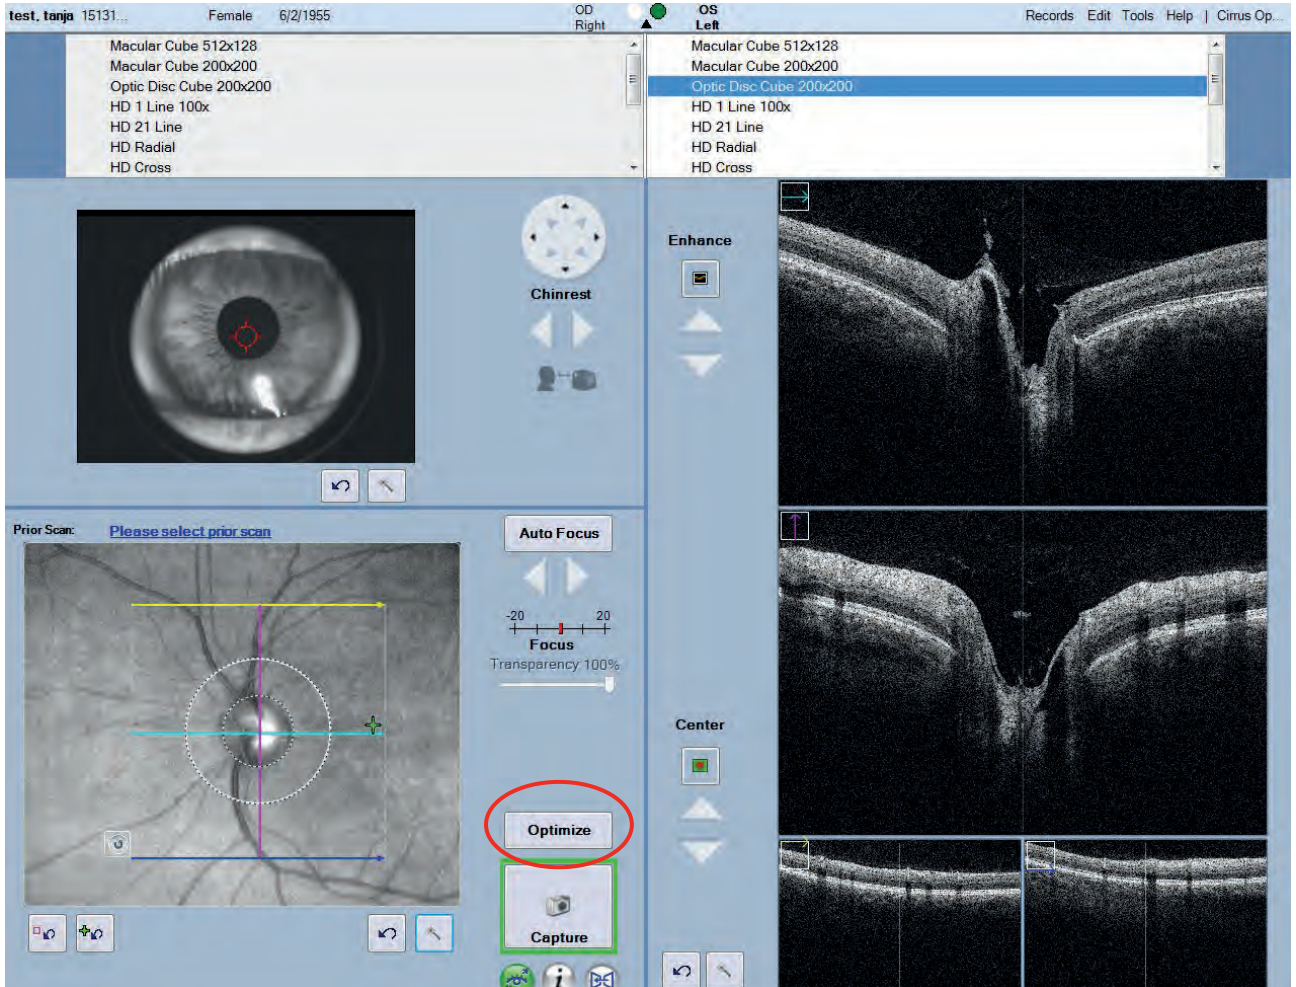 test, tanja 15131... Female 6/2/1955 OD Right OS Left Records Edit Tools Help | Cirrus Op...
Macular Cube 512x128
Macular Cube 200x200
Optic Disc Cube 200x200
HD 1 Line 100x
HD 21 Line
HD Radial
HD Cross
Macular Cube 512x128
Macular Cube 200x200
Optic Disc Cube 200x200
HD 1 Line 100x
HD 21 Line
HD Radial
HD Cross
Chinrest
Enhance
Prior Scan: Please select prior scan
Auto Focus
-20 20
Focus
Transparency:100%
Center
Optimize
Capture
i